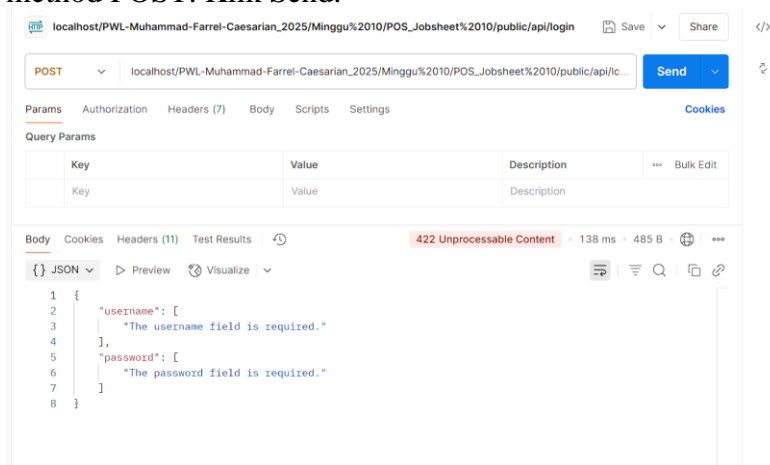 method POST. Klik Send.
HTTP localhost/PWL-Muhammad-Farrel-Caesarian_2025/Minggu%2010/POS_Jobsheet%2010/public/api/login Save Share
POST localhost/PWL-Muhammad-Farrel-Caesarian_2025/Minggu%2010/POS_Jobsheet%2010/public/api/lo... Send
Params Authorization Headers (7) Body Scripts Settings Cookies
Query Params
Key Value Description Bulk Edit
Key Value Description
Body Cookies Headers (11) Test Results 422 Unprocessable Content 138 ms 485 B
{} JSON Preview Visualize
1 {
2 "username": [
3 "The username field is required."
4 ],
5 "password": [
6 "The password field is required."
7 ]
8 }